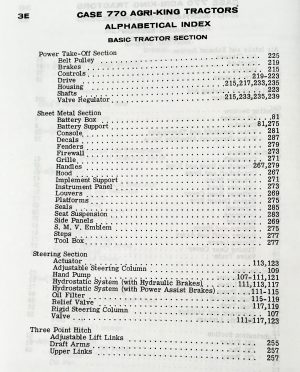 3E
CASE 770 AGRI-KING TRACTORS
ALPHABETICAL INDEX
BASIC TRACTOR SECTION
Power Take-Off Section
Belt Pulley 225
Brakes 219
Controls 215
Drive 219-223
Housing 215,217,233,235
Shafts 223
Valve Regulator 215,233,235,239
Sheet Metal Section
Battery Box 81
Battery Support 81,275
Console 281
Decals 287
Fenders 279
Firewall 273
Grille 271
Handles 267,279
Hood 267
Implement Support 271
Instrument Panel 273
Louvers 269
Platforms 275
Seals 285
Seat Suspension 283
Side Panels 269
S. M. V. Emblem 275
Steps 277
Tool Box 277
Steering Section
Actuator 113,123
Adjustable Steering Column 109
Hand Pump 107-111,121
Hydrostatic System (with Hydraulic Brakes) 111,113,117
Hydrostatic System (with Power Assist Brakes) 111-115
Oil Filter 115-119
Relief Valve 117,119
Rigid Steering Column 107
Valve 111-117,123
Three Point Hitch
Adjustable Lift Links 255
Draft Arms 257
Upper Links 257